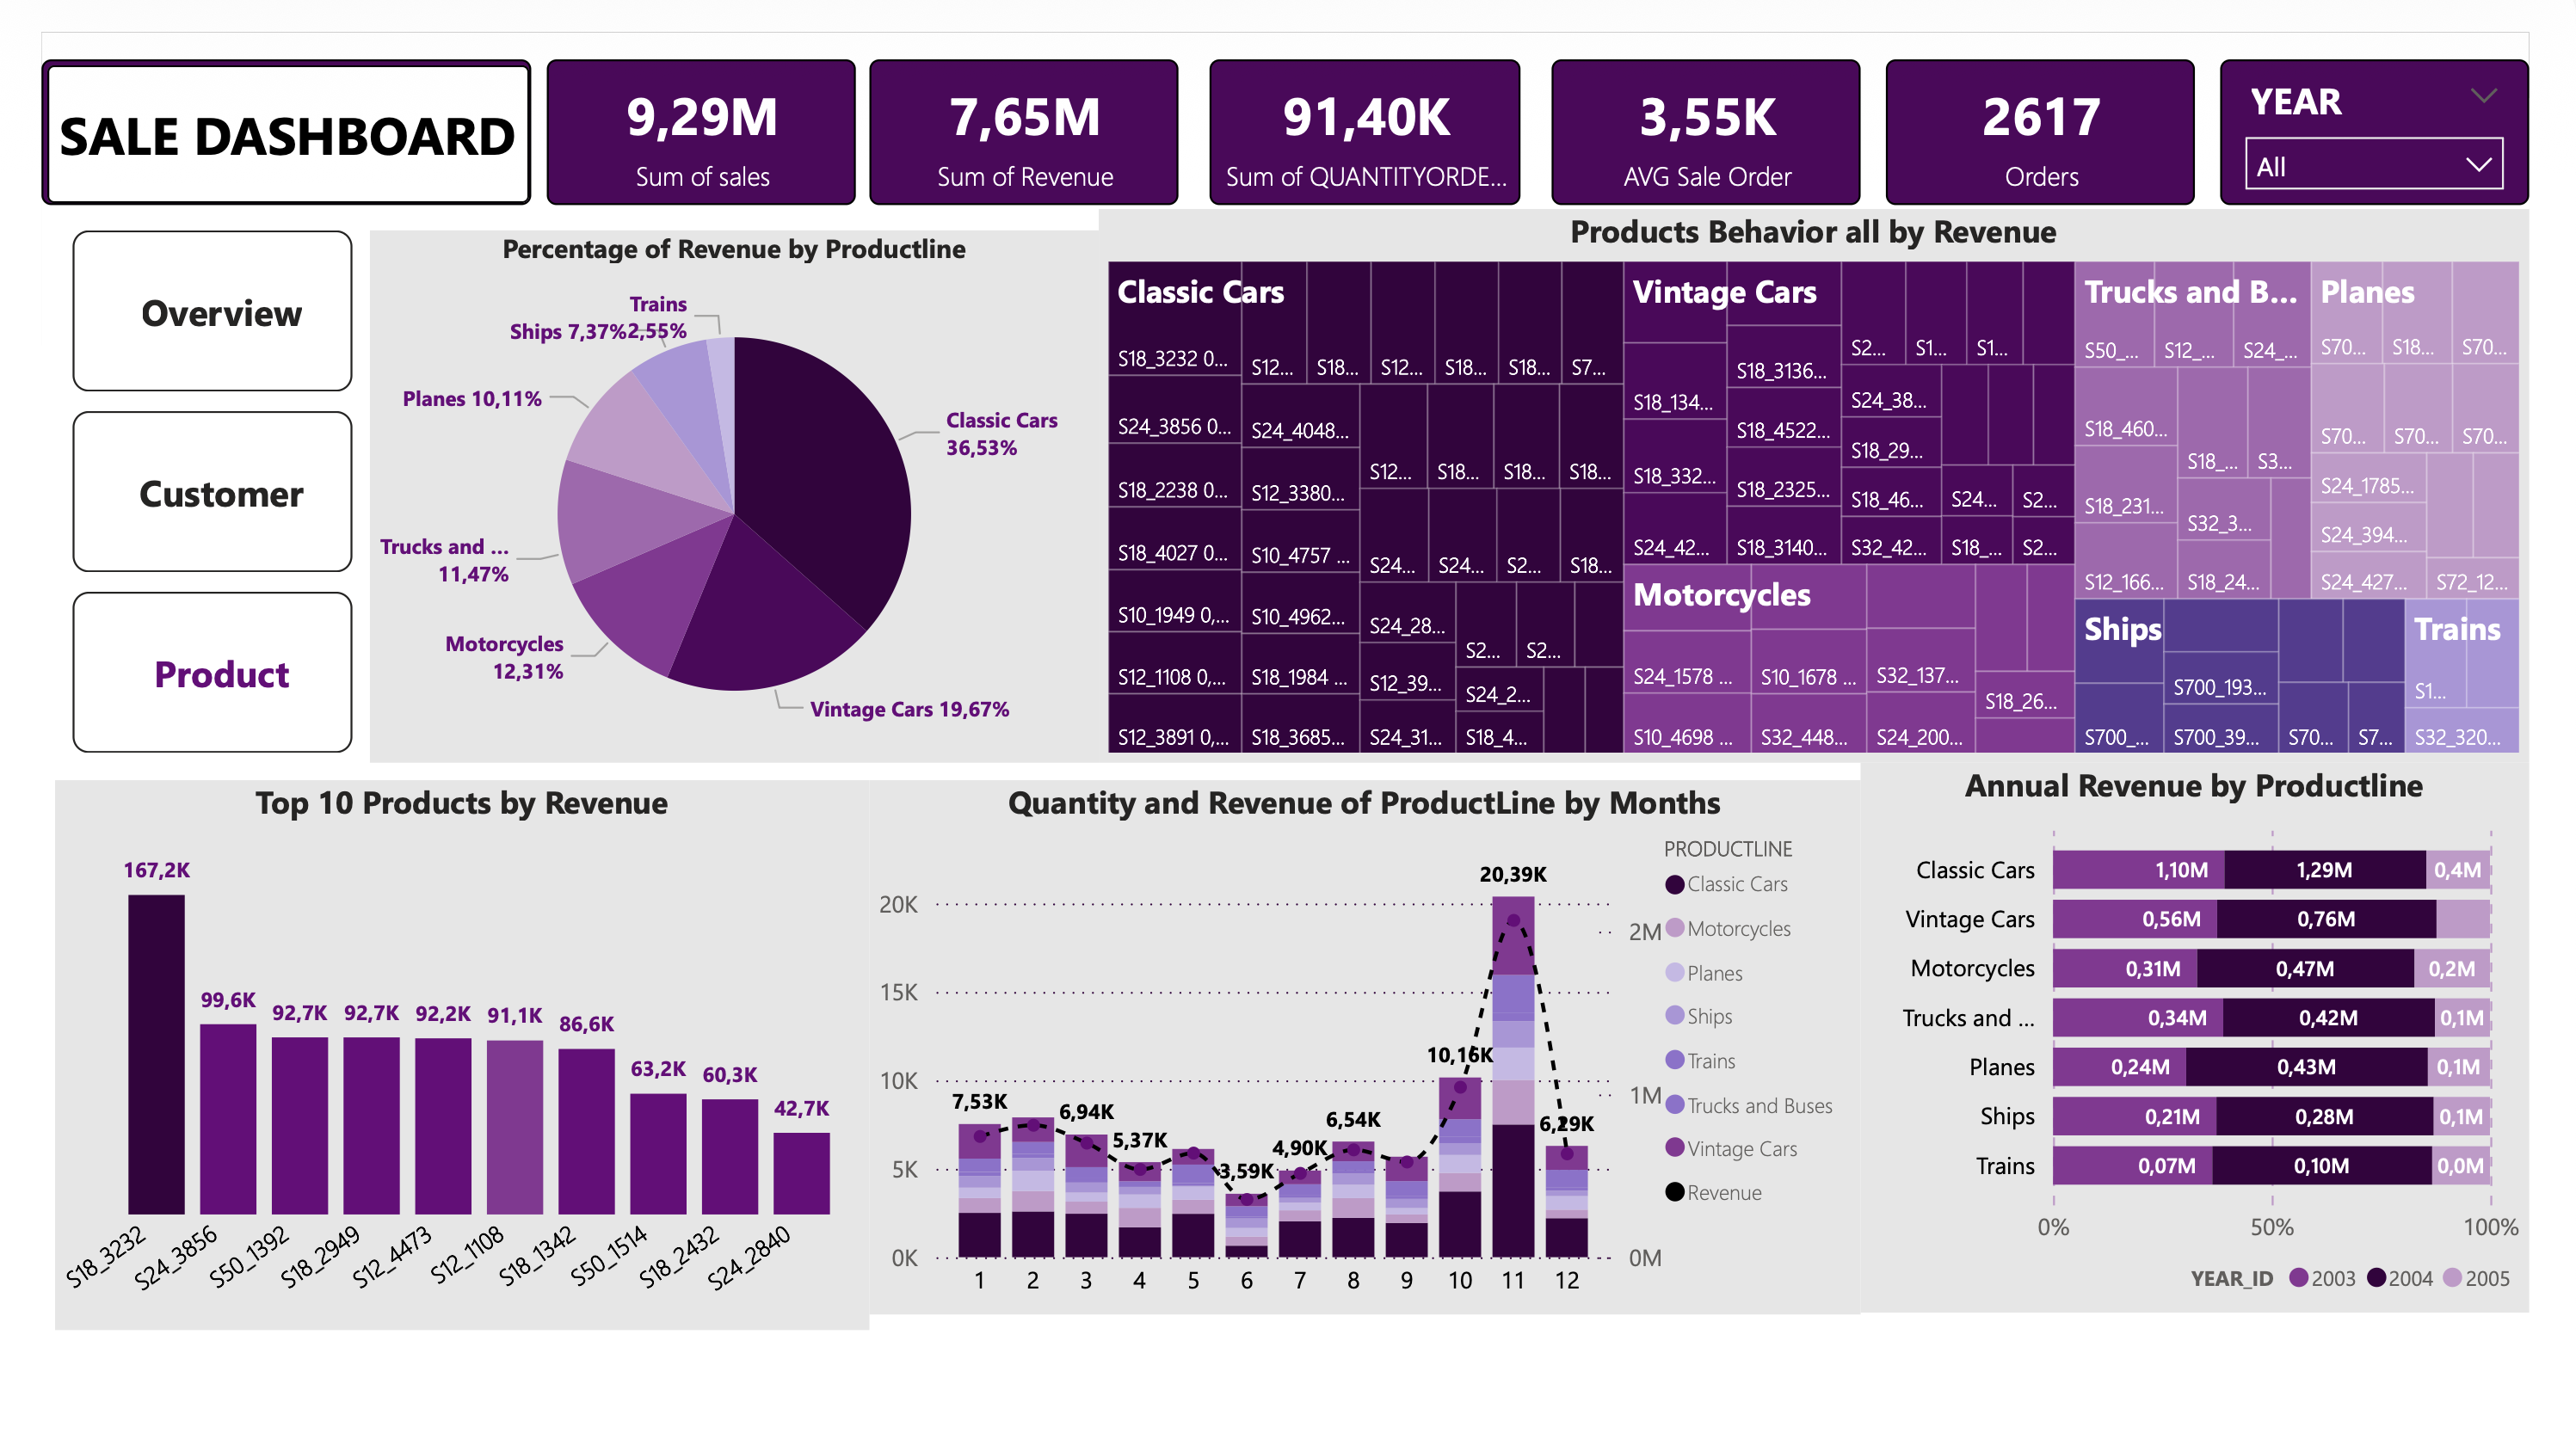 SALE DASHBOARD
9,29M
Sum of sales
7,65M
Sum of Revenue
91,40K
Sum of QUANTITYORDE...
3,55K
AVG Sale Order
2617
Orders
YEAR
All
Overview
Customer
Product
Percentage of Revenue by Productline
Trains
2,55%
Ships 7,37%
Planes 10,11%
Trucks and ...
11,47%
Motorcycles
12,31%
Vintage Cars 19,67%
Classic Cars
36,53%
Products Behavior all by Revenue
Classic Cars
S18_3232 0...
S24_3856 0...
S18_2238 0...
S18_4027 0...
S10_1949 0,...
S12_1108 0,...
S12_3891 0,...
S12...
S18...
S12...
S18...
S18...
S7...
S24_4048...
S12_3380...
S10_4757 ...
S10_4962...
S18_1984 ...
S18_3685...
S12...
S18...
S18...
S18...
S24...
S24...
S2...
S18...
S24_28...
S12_39...
S24_31...
S2...
S2...
S24_2...
S18_4...
Vintage Cars
S18_134...
S18_332...
S24_42...
S18_3136...
S18_4522...
S18_2325...
S18_3140...
S2...
S1...
S1...
S24_38...
S18_29...
S18_46...
S32_42...
S24...
S2...
S18_...
S2...
Motorcycles
S24_1578 ...
S10_4698 ...
S10_1678 ...
S32_448...
S32_137...
S24_200...
S18_26...
Trucks and B...
S50_...
S12_...
S24_...
S18_460...
S18_231...
S12_166...
S18_...
S3...
S32_3...
S18_24...
Planes
S70...
S18...
S70...
S70...
S70...
S70...
S24_1785...
S24_394...
S24_427...
S72_12...
Ships
S700_...
S700_193...
S700_39...
S70...
S7...
Trains
S1...
S32_320...
Top 10 Products by Revenue
167,2K
99,6K
92,7K
92,7K
92,2K
91,1K
86,6K
63,2K
60,3K
42,7K
S18_3232
S24_3856
S50_1392
S18_2949
S12_4473
S12_1108
S18_1342
S50_1514
S18_2432
S24_2840
Quantity and Revenue of ProductLine by Months
20K
15K
10K
5K
0K
7,53K
6,94K
5,37K
3,59K
4,90K
6,54K
10,16K
20,39K
6,29K
2M
1M
0M
1
2
3
4
5
6
7
8
9
10
11
12
PRODUCTLINE
Classic Cars
Motorcycles
Planes
Ships
Trains
Trucks and Buses
Vintage Cars
Revenue
Annual Revenue by Productline
Classic Cars 1,10M 1,29M 0,4M
Vintage Cars 0,56M 0,76M
Motorcycles 0,31M 0,47M 0,2M
Trucks and ... 0,34M 0,42M 0,1M
Planes 0,24M 0,43M 0,1M
Ships 0,21M 0,28M 0,1M
Trains 0,07M 0,10M 0,0M
0% 50% 100%
YEAR_ID 2003 2004 2005